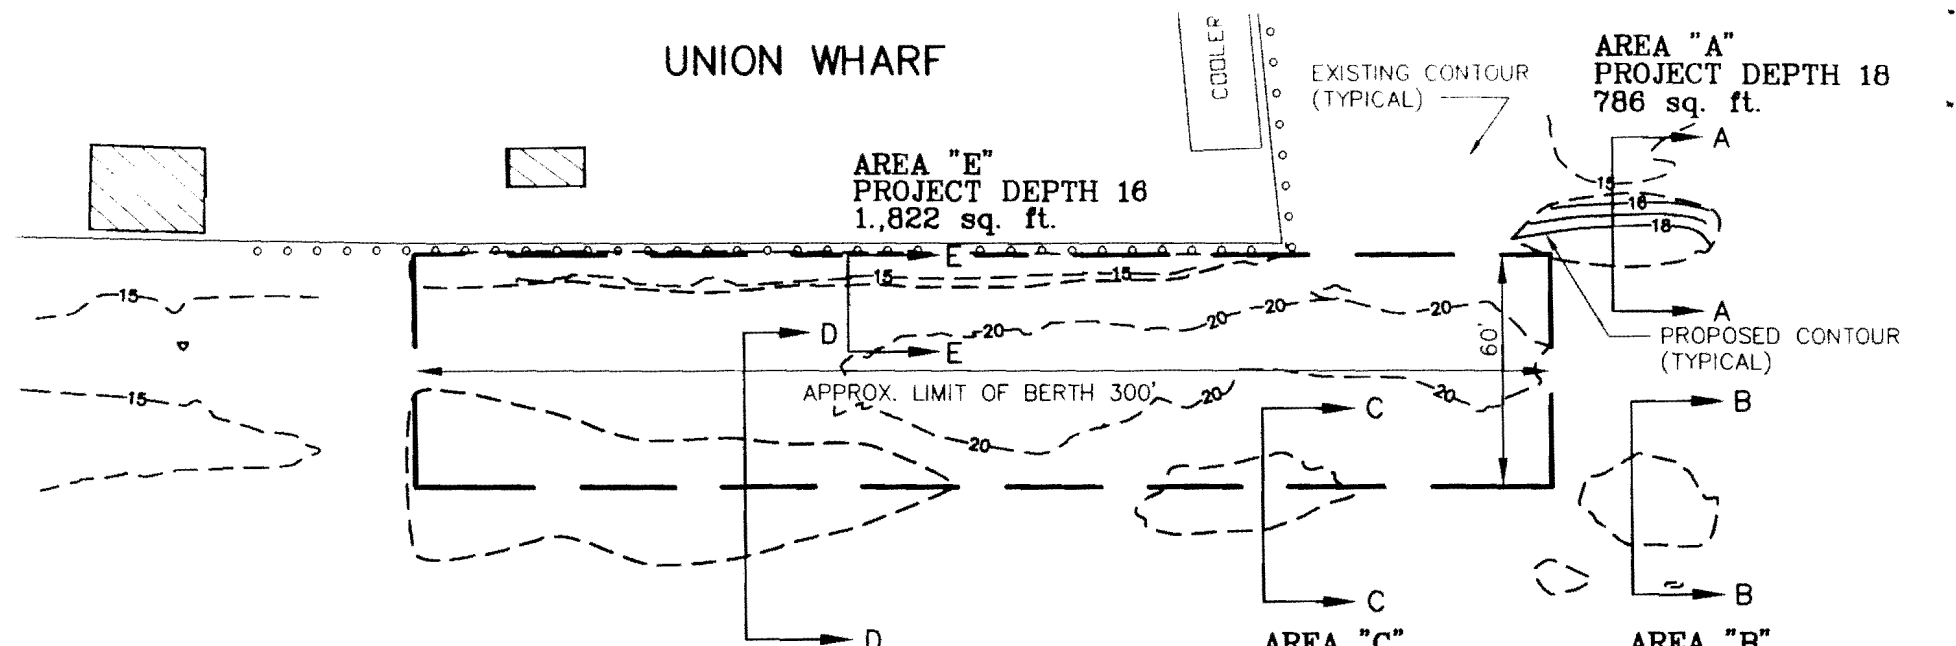 UNION WHARF
COOLER
EXISTING CONTOUR
(TYPICAL)
AREA "A"
PROJECT DEPTH 18
786 sq. ft.
A
AREA "E"
PROJECT DEPTH 16
1.,822 sq. ft.
15
16
18
E
15
15
15
20
20
20
20
A
D
E
60'
PROPOSED CONTOUR
(TYPICAL)
APPROX. LIMIT OF BERTH 300'
15
20
20
20
C
B
C
B
D
AREA "C"
AREA "B"